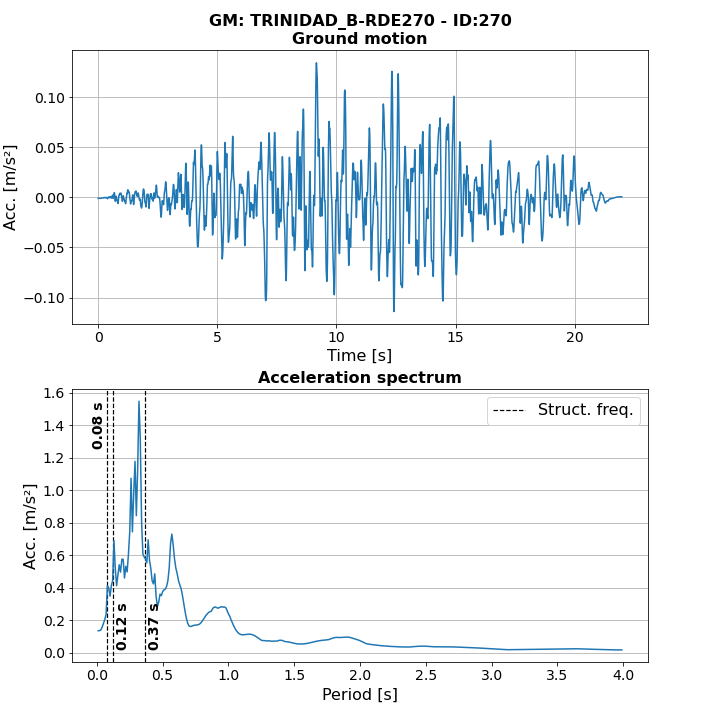 GM: TRINIDAD_B-RDE270 - ID:270
Ground motion
0.10
0.05
0.00
−0.05
−0.10
Acc. [m/s²]
0 5 10 15 20
Time [s]
Acceleration spectrum
1.6
1.4
1.2
1.0
0.8
0.6
0.4
0.2
0.0
Acc. [m/s²]
0.08 s
0.12 s
0.37 s
Struct. freq.
0.0 0.5 1.0 1.5 2.0 2.5 3.0 3.5 4.0
Period [s]